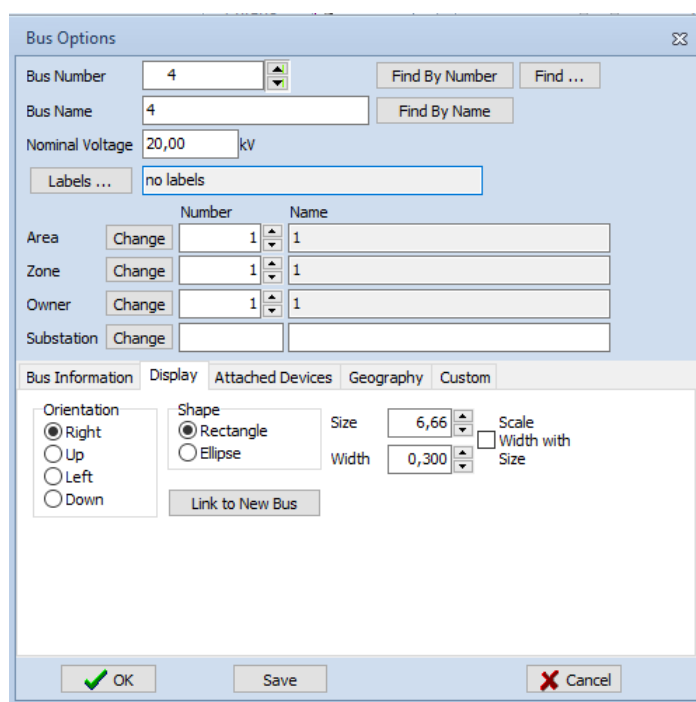 Bus Options
Bus Number 4 Find By Number Find ...
Bus Name 4 Find By Name
Nominal Voltage 20,00 kV
Labels ... no labels
Number Name
Area Change 1 1
Zone Change 1 1
Owner Change 1 1
Substation Change
Bus Information Display Attached Devices Geography Custom
Orientation
Right
Up
Left
Down
Shape
Rectangle
Ellipse
Link to New Bus
Size 6,66
Width 0,300
Scale
Width with
Size
OK Save Cancel